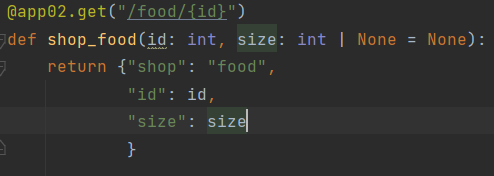 @app02.get("/food/{id}")
def shop_food(id: int, size: int | None = None):
    return {"shop": "food",
            "id": id,
            "size": size
            }